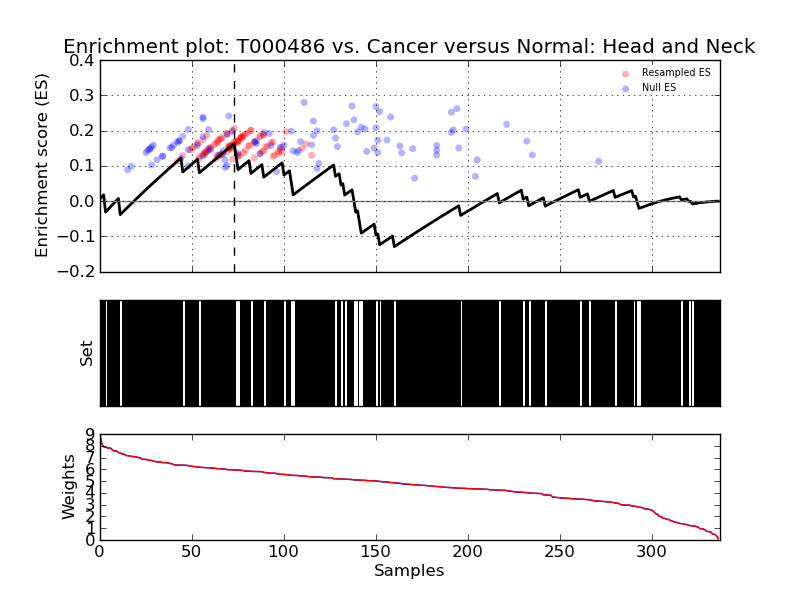 Enrichment plot: T000486 vs. Cancer versus Normal: Head and Neck
0.4
0.3
0.2
0.1
0.0
−0.1
−0.2
Enrichment score (ES)
Resampled ES
Null ES
Set
9
8
7
6
5
4
3
2
1
0
Weights
0 50 100 150 200 250 300
Samples